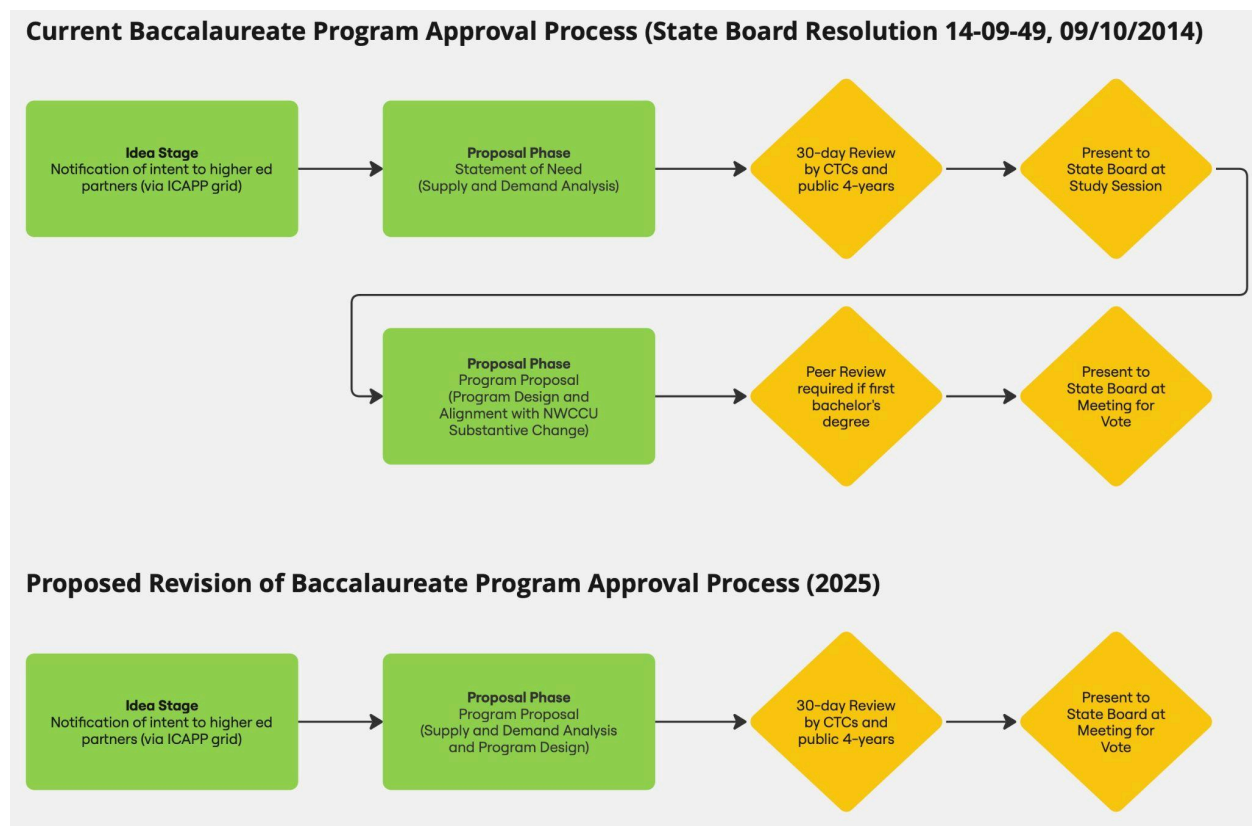 Current Baccalaureate Program Approval Process (State Board Resolution 14-09-49, 09/10/2014)
Idea Stage
Notification of intent to higher ed
partners (via ICAPP grid)
Proposal Phase
Statement of Need
(Supply and Demand Analysis)
30-day Review
by CTCs and
public 4-years
Present to
State Board at
Study Session
Proposal Phase
Program Proposal
(Program Design and
Alignment with NWCCU
Substantive Change)
Peer Review
required if first
bachelor's
degree
Present to
State Board at
Meeting for
Vote
Proposed Revision of Baccalaureate Program Approval Process (2025)
Idea Stage
Notification of intent to higher ed
partners (via ICAPP grid)
Proposal Phase
Program Proposal
(Supply and Demand Analysis
and Program Design)
30-day Review
by CTCs and
public 4-years
Present to
State Board at
Meeting for
Vote